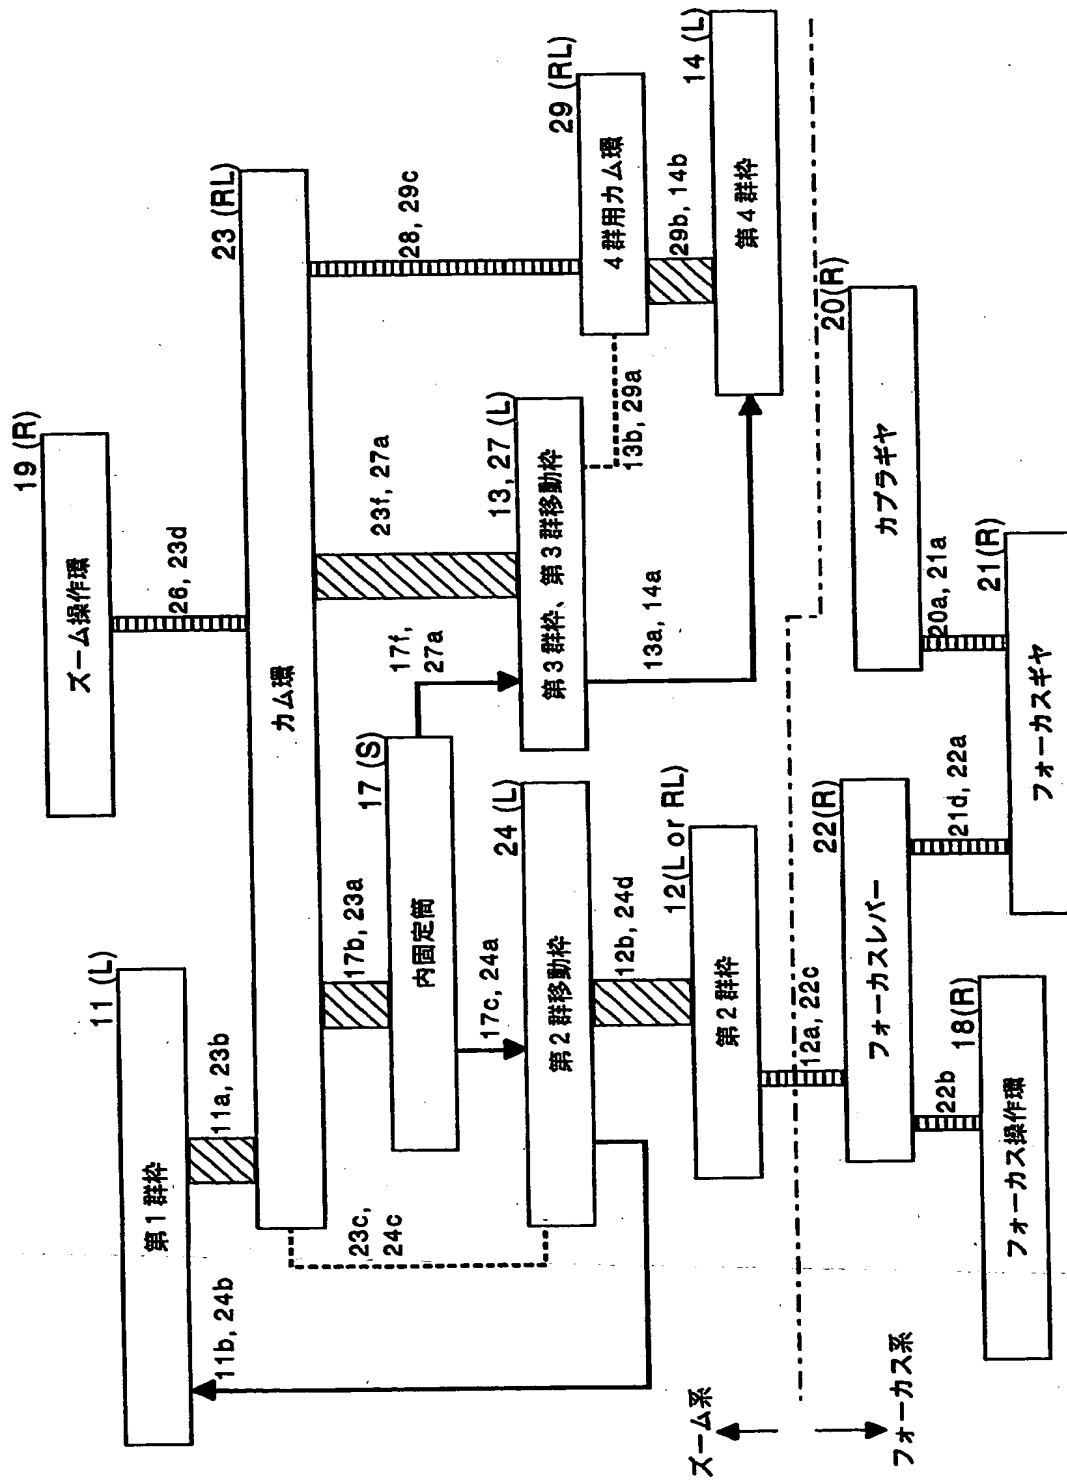 19 (R)
ズーム操作環
26, 23d
11 (L)
第1群枠
11a, 23b
11b, 24b
23 (RL)
カム環
23c,
24c
17b, 23a
17 (S)
内固定筒
17c, 24a
17f,
27a
23f, 27a
28, 29c
24 (L)
第2群移動枠
13, 27 (L)
第3群枠、第3群移動枠
29 (RL)
4群用カム環
13b, 29a
29b, 14b
12b, 24d
13a, 14a
12(L or RL)
第2群枠
14 (L)
第4群枠
12a, 22c
ズーム系
フォーカス系
22(R)
フォーカスレバー
20(R)
カプラギヤ
22b
21d, 22a
20a, 21a
18(R)
フォーカス操作環
21(R)
フォーカスギヤ